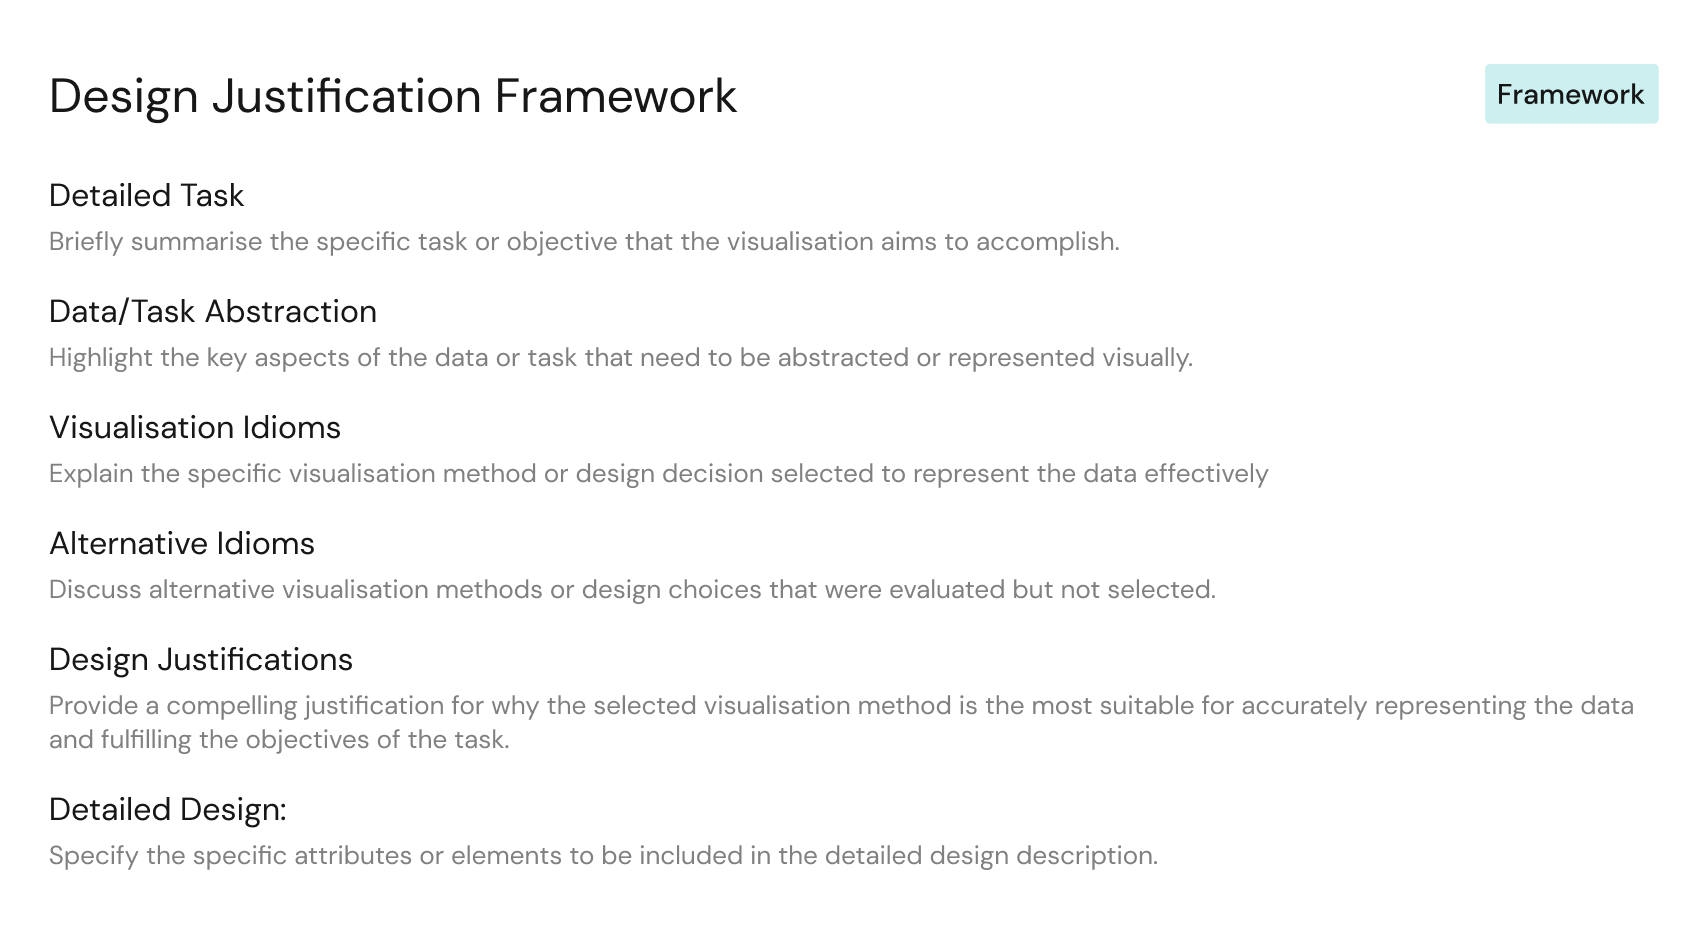 Design Justification Framework
Framework
Detailed Task
Briefly summarise the specific task or objective that the visualisation aims to accomplish.
Data/Task Abstraction
Highlight the key aspects of the data or task that need to be abstracted or represented visually.
Visualisation Idioms
Explain the specific visualisation method or design decision selected to represent the data effectively
Alternative Idioms
Discuss alternative visualisation methods or design choices that were evaluated but not selected.
Design Justifications
Provide a compelling justification for why the selected visualisation method is the most suitable for accurately representing the data
and fulfilling the objectives of the task.
Detailed Design:
Specify the specific attributes or elements to be included in the detailed design description.